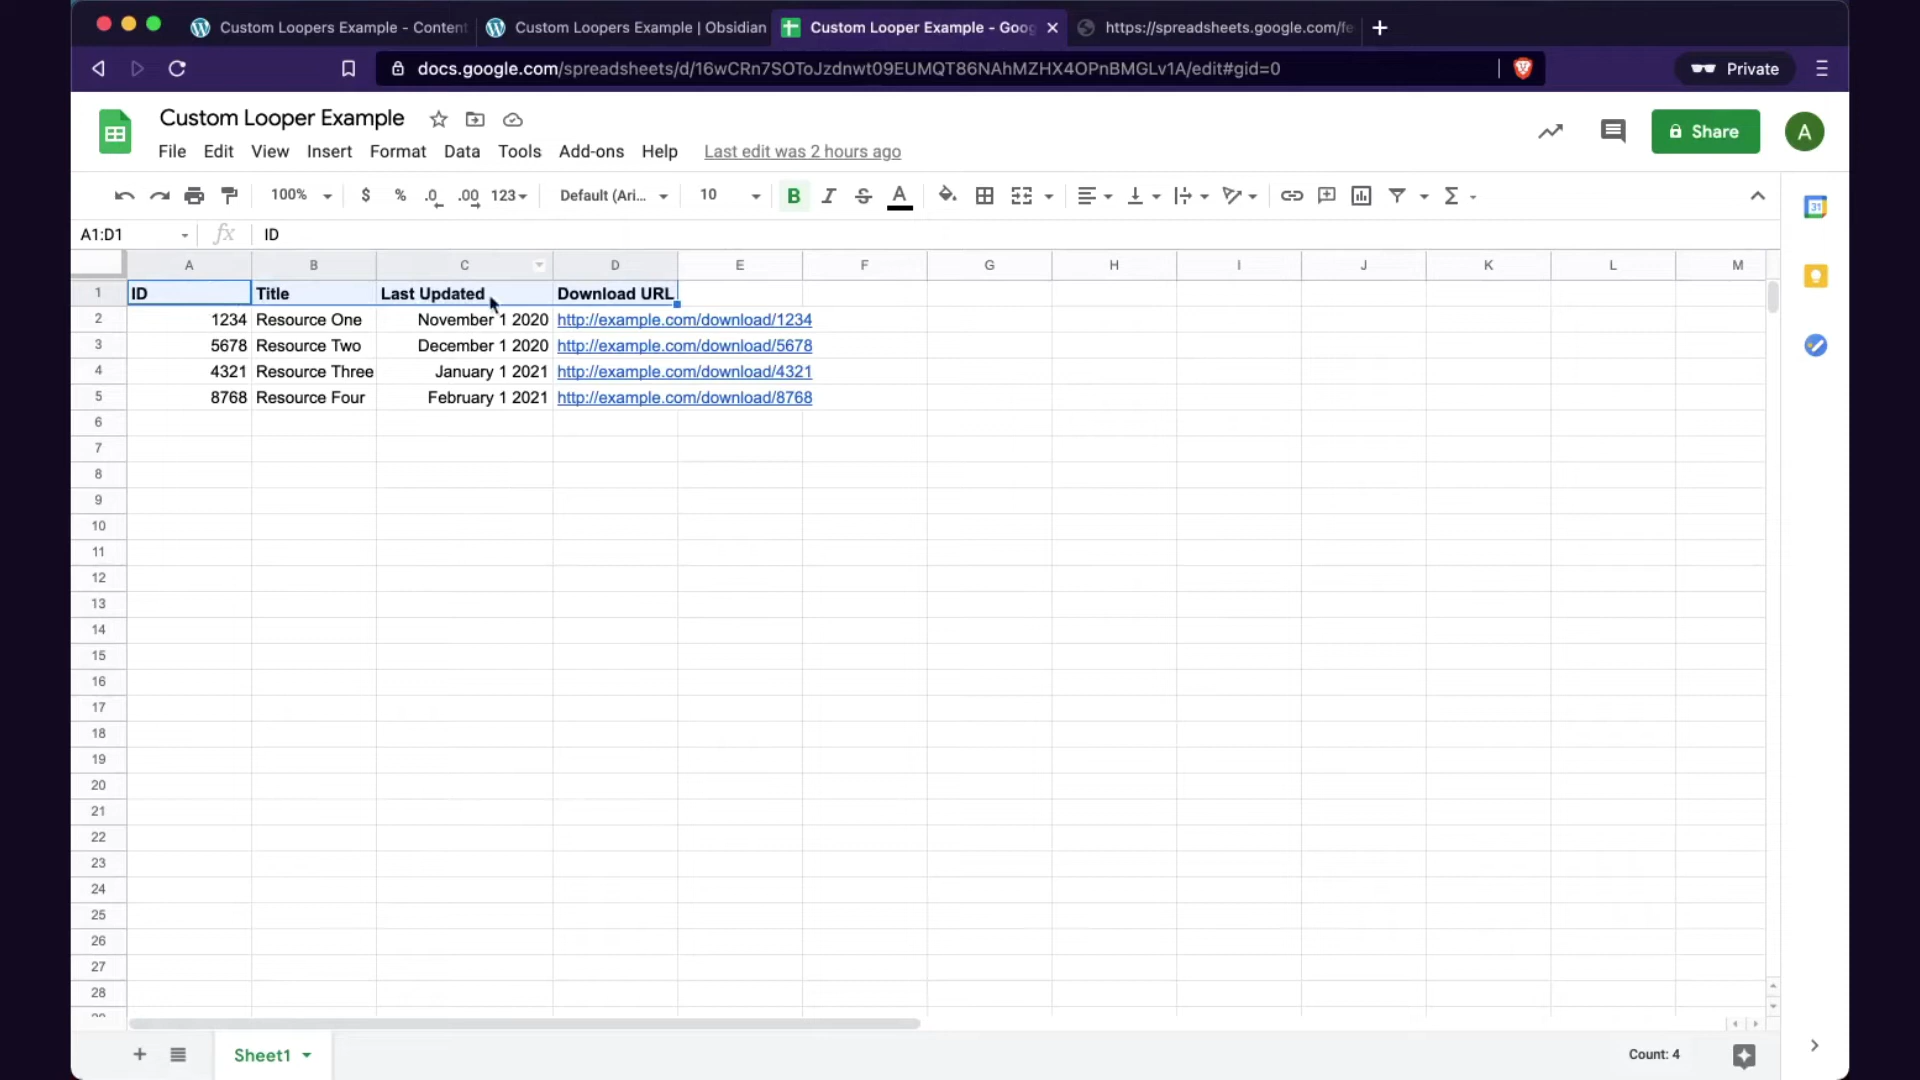 Custom Loopers Example - Content
Custom Loopers Example | Obsidian
Custom Looper Example - Goog
https://spreadsheets.google.com/fe
docs.google.com/spreadsheets/d/16wCRn7SOToJzdnwt09EUMQT86NAhMZHX4OPnBMGLv1A/edit#gid=0
Private
Custom Looper Example
Share
A
File Edit View Insert Format Data Tools Add-ons Help Last edit was 2 hours ago
100% $ % .0 .00 123 Default (Ari... 10 B I S A
31
A1:D1 fx ID
A B C D E F G H I J K L M
1 ID Title Last Updated Download URL
2 1234 Resource One November 1 2020 http://example.com/download/1234
3 5678 Resource Two December 1 2020 http://example.com/download/5678
4 4321 Resource Three January 1 2021 http://example.com/download/4321
5 8768 Resource Four February 1 2021 http://example.com/download/8768
6
7
8
9
10
11
12
13
14
15
16
17
18
19
20
21
22
23
24
25
26
27
28
Sheet1 Count: 4